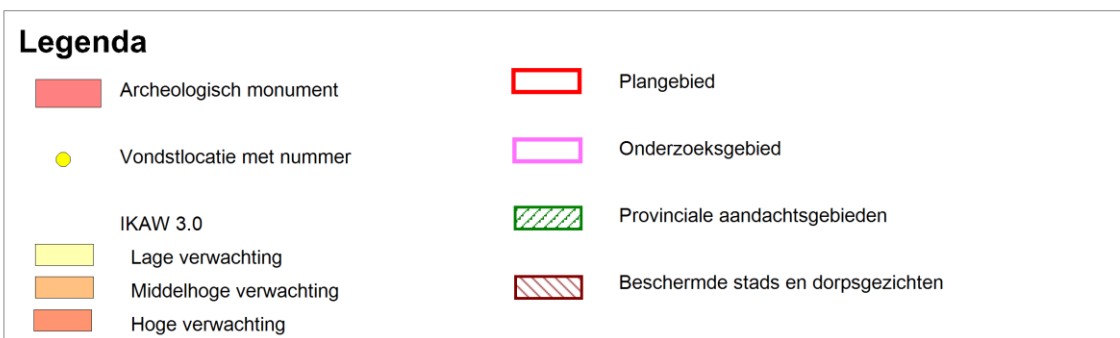 Legenda
Archeologisch monument
Vondstlocatie met nummer
IKAW 3.0
Lage verwachting
Middelhoge verwachting
Hoge verwachting
Plangebied
Onderzoeksgebied
Provinciale aandachtsgebieden
Beschermde stads en dorpsgezichten